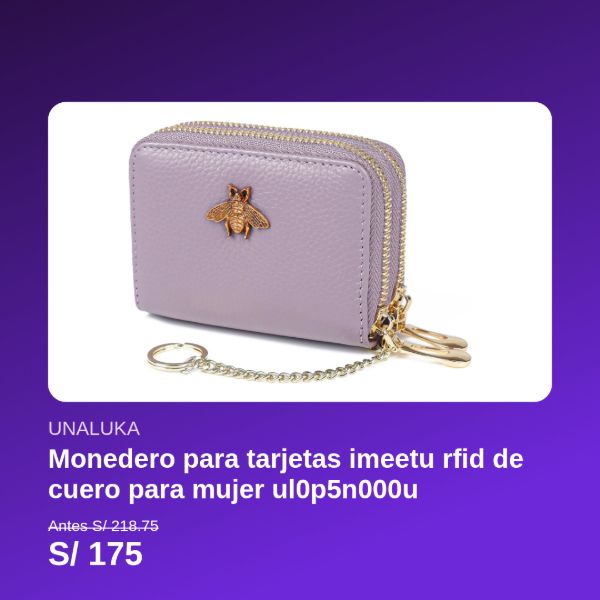 UNALUKA
Monedero para tarjetas imeetu rfid de
cuero para mujer ul0p5n000u
Antes S/ 218.75
S/ 175